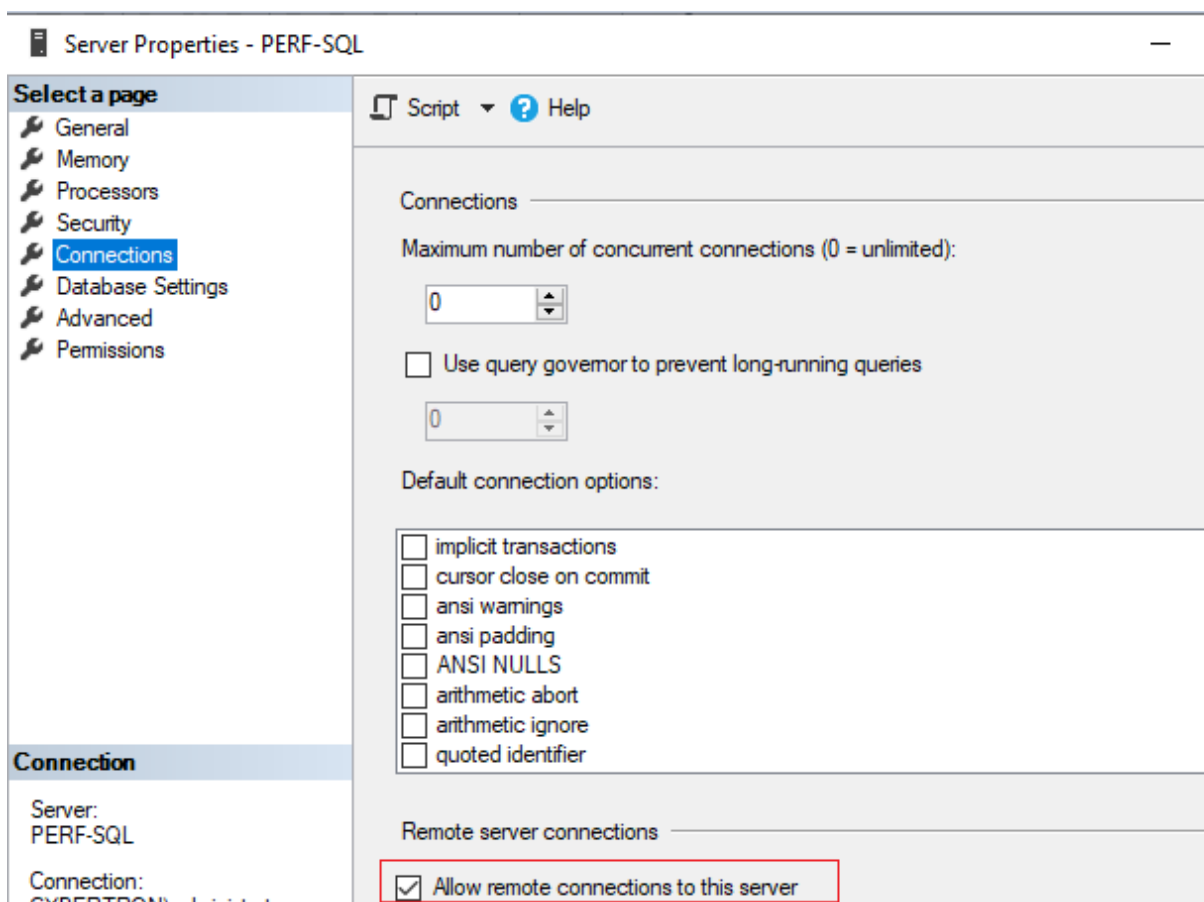 Server Properties - PERF-SQL
Select a page
General
Memory
Processors
Security
Connections
Database Settings
Advanced
Permissions
Connection
Server:
PERF-SQL
Connection:
Script
Help
Connections
Maximum number of concurrent connections (0 = unlimited):
0
Use query governor to prevent long-running queries
0
Default connection options:
implicit transactions
cursor close on commit
ansi warnings
ansi padding
ANSI NULLS
arithmetic abort
arithmetic ignore
quoted identifier
Remote server connections
Allow remote connections to this server